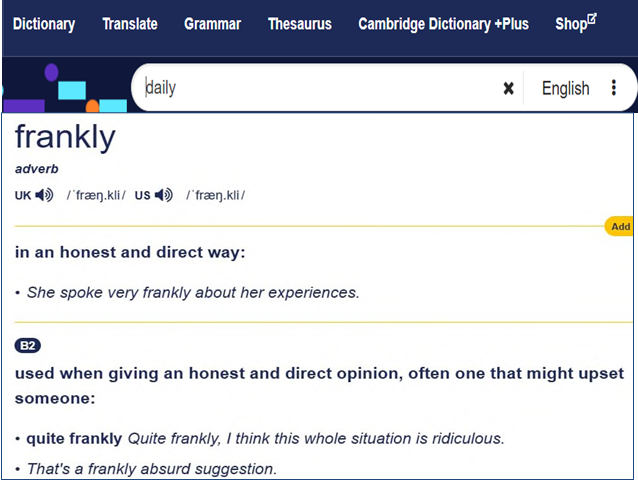 Dictionary Translate Grammar Thesaurus Cambridge Dictionary +Plus Shop
daily English
frankly
adverb
UK /ˈfræŋ.kli/ US /ˈfræŋ.kli/
Add
in an honest and direct way:
• She spoke very frankly about her experiences.
B2
used when giving an honest and direct opinion, often one that might upset
someone:
• quite frankly Quite frankly, I think this whole situation is ridiculous.
• That's a frankly absurd suggestion.